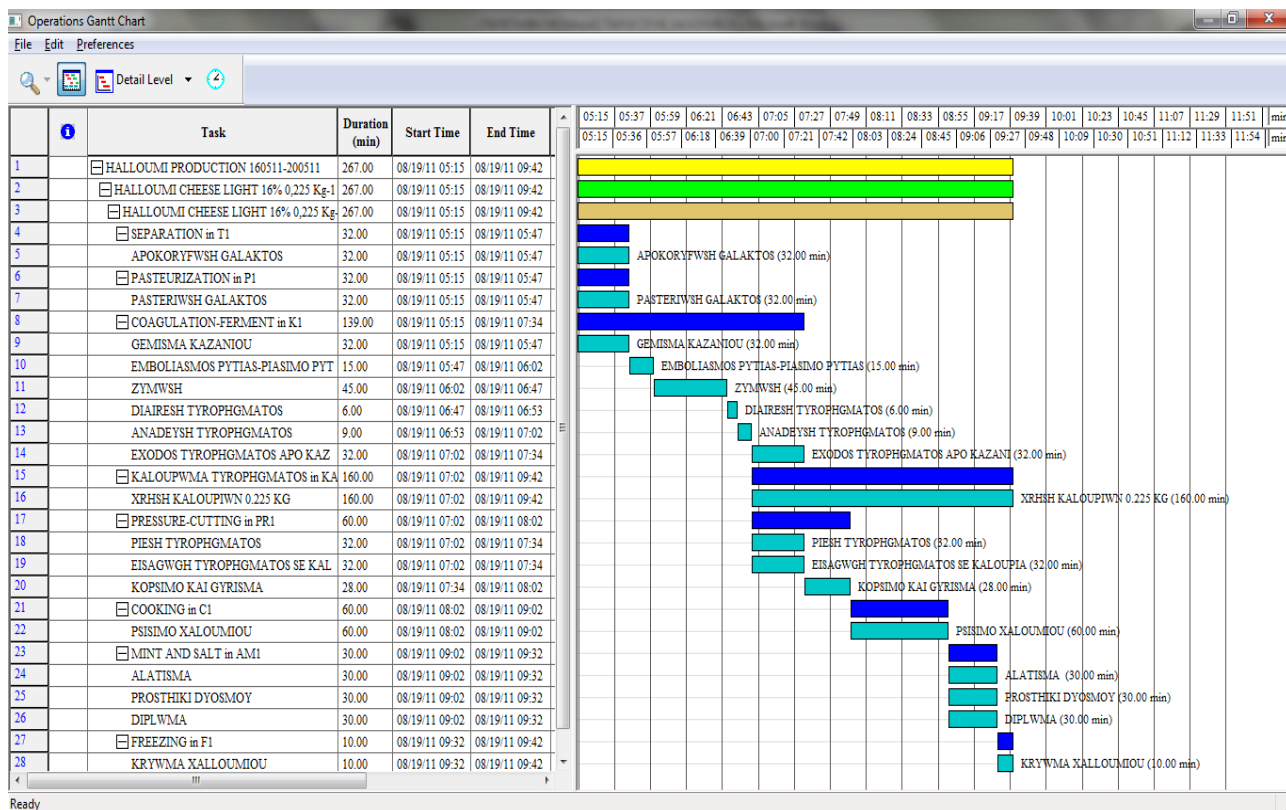 Operations Gantt Chart
File Edit Preferences
Detail Level
Task Duration (min) Start Time End Time
05:15 05:37 05:59 06:21 06:43 07:05 07:27 07:49 08:11 08:33 08:55 09:17 09:39 10:01 10:23 10:45 11:07 11:29 11:51 min
05:15 05:36 05:57 06:18 06:39 07:00 07:21 07:42 08:03 08:24 08:45 09:06 09:27 09:48 10:09 10:30 10:51 11:12 11:33 11:54 min
1 HALLOUMI PRODUCTION 160511-200511 267.00 08/19/11 05:15 08/19/11 09:42
2 HALLOUMI CHEESE LIGHT 16% 0,225 Kg-1 267.00 08/19/11 05:15 08/19/11 09:42
3 HALLOUMI CHEESE LIGHT 16% 0,225 Kg- 267.00 08/19/11 05:15 08/19/11 09:42
4 SEPARATION in T1 32.00 08/19/11 05:15 08/19/11 05:47
5 APOKORYFWSH GALAKTOS 32.00 08/19/11 05:15 08/19/11 05:47 APOKORYFWSH GALAKTOS (32.00 min)
6 PASTEURIZATION in P1 32.00 08/19/11 05:15 08/19/11 05:47
7 PASTERIWSH GALAKTOS 32.00 08/19/11 05:15 08/19/11 05:47 PASTERIWSH GALAKTOS (32.00 min)
8 COAGULATION-FERMENT in K1 139.00 08/19/11 05:15 08/19/11 07:34
9 GEMISMA KAZANIOU 32.00 08/19/11 05:15 08/19/11 05:47 GEMISMA KAZANIOU (32.00 min)
10 EMBOLIASMOS PYTIAS-PIASIMO PYT 15.00 08/19/11 05:47 08/19/11 06:02 EMBOLIASMOS PYTIAS-PIASIMO PYTIAS (15.00 min)
11 ZYMWSH 45.00 08/19/11 06:02 08/19/11 06:47 ZYMWSH (45.00 min)
12 DIAIRESH TYROPHGMATOS 6.00 08/19/11 06:47 08/19/11 06:53 DIAIRESH TYROPHGMATOS (6.00 min)
13 ANADEYSH TYROPHGMATOS 9.00 08/19/11 06:53 08/19/11 07:02 ANADEYSH TYROPHGMATOS (9.00 min)
14 EXODOS TYROPHGMATOS APO KAZ 32.00 08/19/11 07:02 08/19/11 07:34 EXODOS TYROPHGMATOS APO KAZANI (32.00 min)
15 KALOUPWMA TYROPHGMATOS in KA 160.00 08/19/11 07:02 08/19/11 09:42
16 XRHSH KALOUPIWN 0.225 KG 160.00 08/19/11 07:02 08/19/11 09:42 XRHSH KALOUPIWN 0.225 KG (160.00 min)
17 PRESSURE-CUTTING in PR1 60.00 08/19/11 07:02 08/19/11 08:02
18 PIESH TYROPHGMATOS 32.00 08/19/11 07:02 08/19/11 07:34 PIESH TYROPHGMATOS (32.00 min)
19 EISAGWGH TYROPHGMATOS SE KAL 32.00 08/19/11 07:02 08/19/11 07:34 EISAGWGH TYROPHGMATOS SE KALOUPIA (32.00 min)
20 KOPSIMO KAI GYRISMA 28.00 08/19/11 07:34 08/19/11 08:02 KOPSIMO KAI GYRISMA (28.00 min)
21 COOKING in C1 60.00 08/19/11 08:02 08/19/11 09:02
22 PSISIMO XALOUMIOU 60.00 08/19/11 08:02 08/19/11 09:02 PSISIMO XALOUMIOU (60.00 min)
23 MINT AND SALT in AM1 30.00 08/19/11 09:02 08/19/11 09:32
24 ALATISMA 30.00 08/19/11 09:02 08/19/11 09:32 ALATISMA (30.00 min)
25 PROSTHIKI DYOSMOY 30.00 08/19/11 09:02 08/19/11 09:32 PROSTHIKI DYOSMOY (30.00 min)
26 DIPLWMA 30.00 08/19/11 09:02 08/19/11 09:32 DIPLWMA (30.00 min)
27 FREEZING in F1 10.00 08/19/11 09:32 08/19/11 09:42
28 KRYWMA XALLOUMIOU 10.00 08/19/11 09:32 08/19/11 09:42 KRYWMA XALLOUMIOU (10.00 min)
Ready